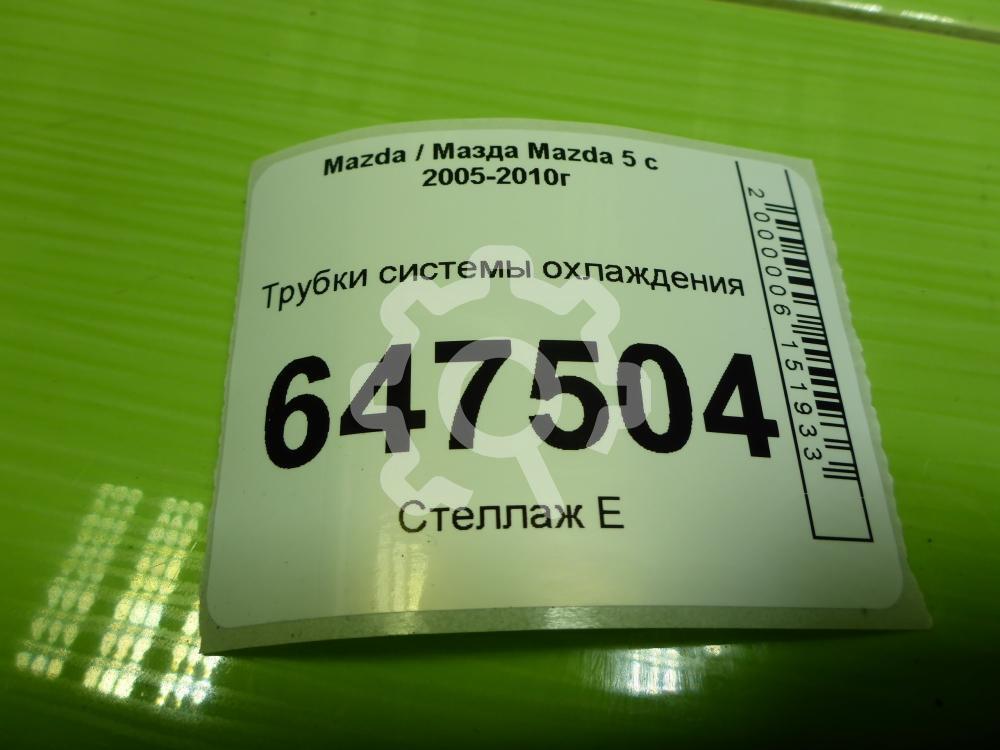 Mazda / Мазда Mazda 5 с
2005-2010г
Трубки системы охлаждения
647504
Стеллаж Е
2000006151933